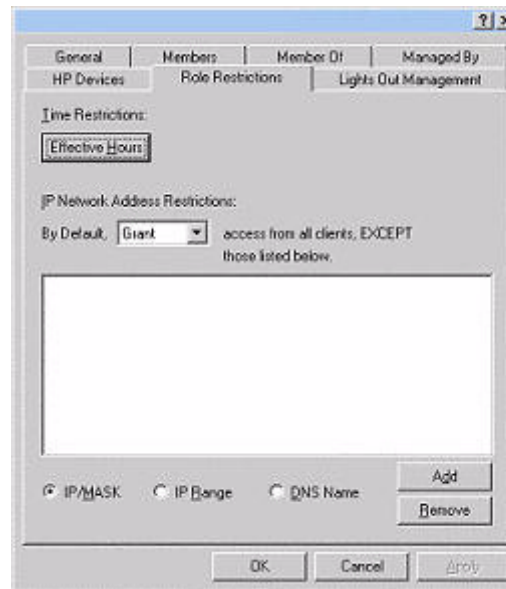 ? x
General Members Member Of Managed By
HP Devices Role Restrictions Lights Out Management
Time Restrictions:
Effective Hours
IP Network Address Restrictions:
By Default, Grant access from all clients, EXCEPT
those listed below.
IP/MASK IP Range DNS Name
Add
Remove
OK Cancel Apply